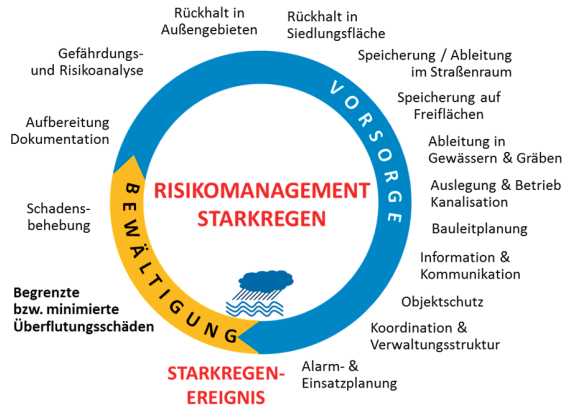 Rückhalt in
Außengebieten
Rückhalt in
Siedlungsfläche
Speicherung / Ableitung
im Straßenraum
Speicherung auf
Freiflächen
Ableitung in
Gewässern & Gräben
Auslegung & Betrieb
Kanalisation
Bauleitplanung
Information &
Kommunikation
Objektschutz
Koordination &
Verwaltungsstruktur
Alarm- &
Einsatzplanung
STARKREGEN-
EREIGNIS
Begrenzte
bzw. minimierte
Überflutungsschäden
Schadens-
behebung
Aufbereitung
Dokumentation
Gefährdungs-
und Risikoanalyse
VORSORGE
BEWÄLTIGUNG
RISIKOMANAGEMENT
STARKREGEN